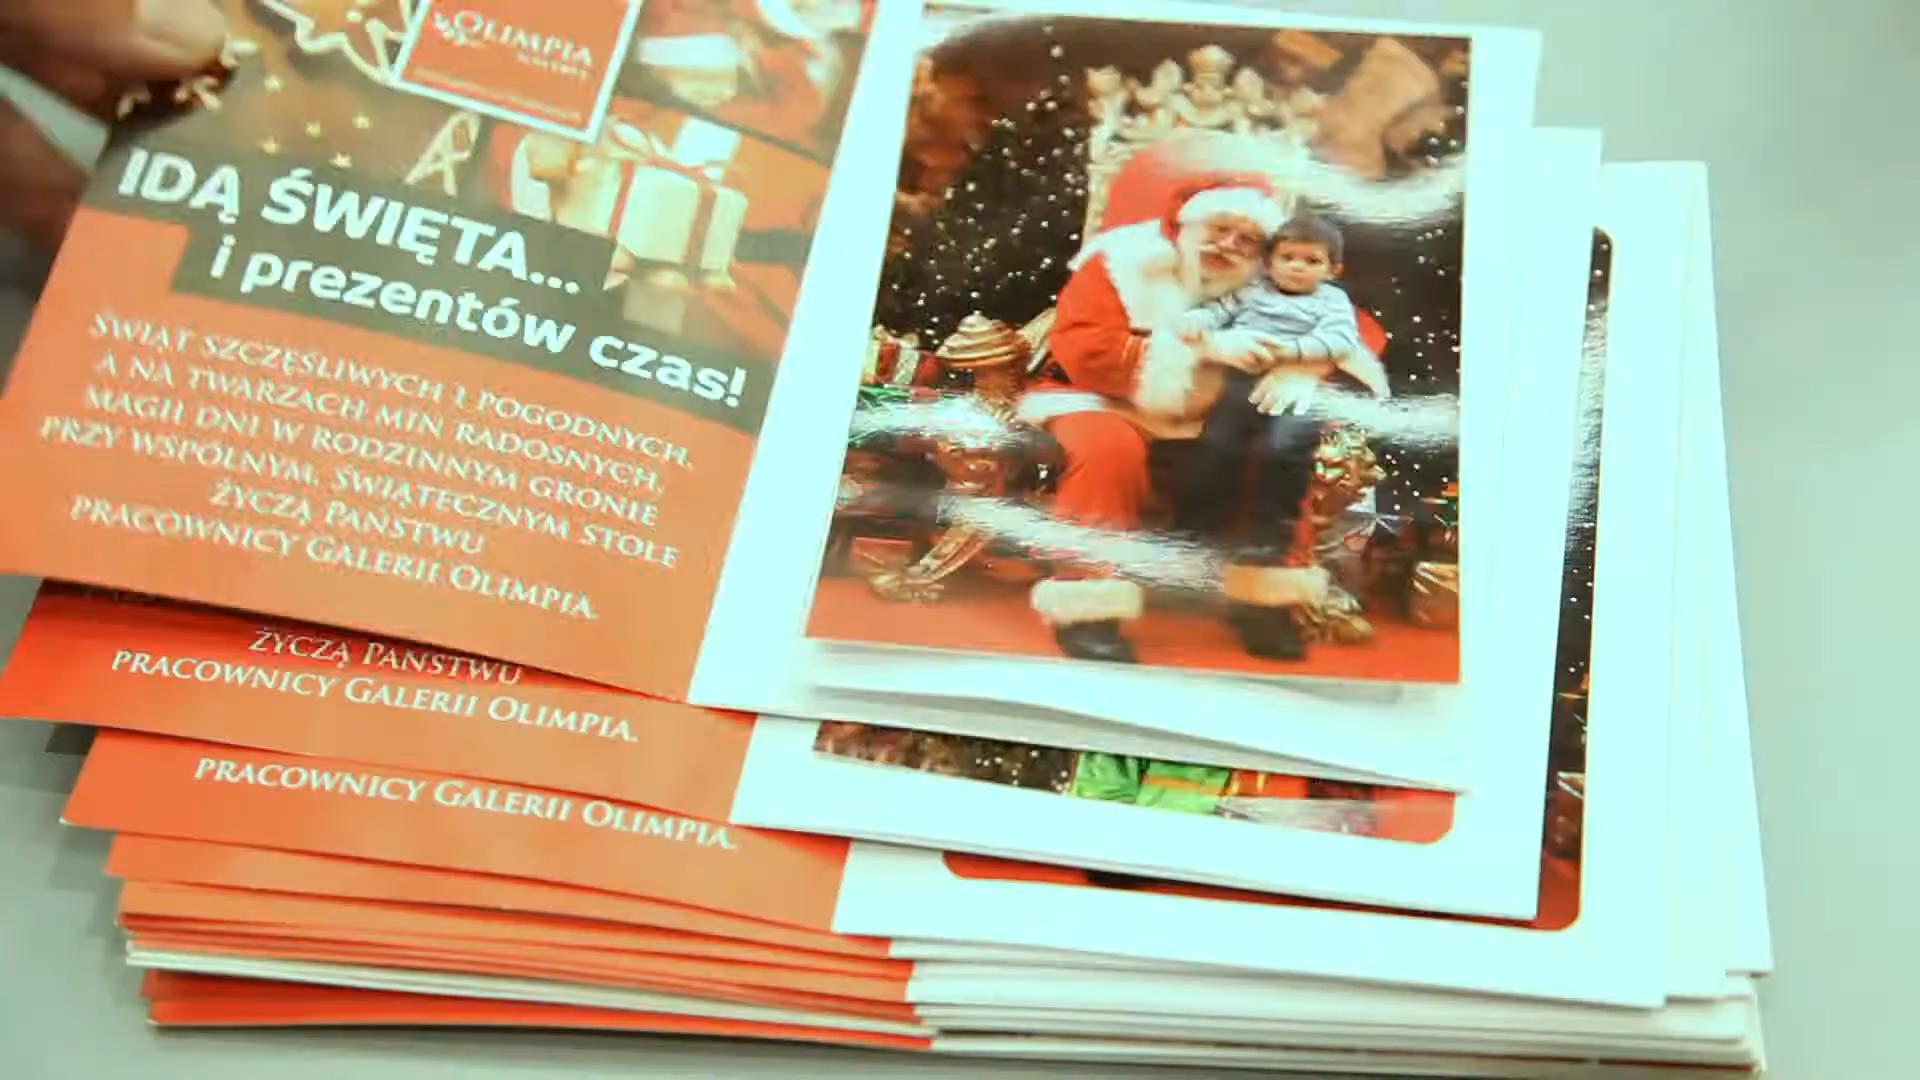 OLIMPIA
IDĄ ŚWIĘTA...
i prezentów czas!
ŚWIĄT SZCZĘŚLIWYCH I POGODNYCH,
A NA TWARZACH MIN RADOSNYCH,
MAGII DNI W RODZINNYM GRONIE
PRZY WSPÓLNYM, ŚWIĄTECZNYM STOLE
ŻYCZĄ PAŃSTWU
PRACOWNICY GALERII OLIMPIA.
ŻYCZĄ PAŃSTWU
PRACOWNICY GALERII OLIMPIA.
PRACOWNICY GALERII OLIMPIA.